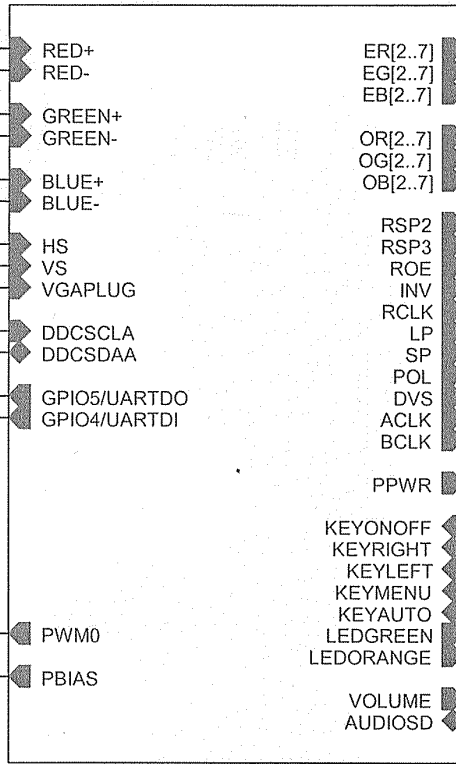 RED+
RED-
GREEN+
GREEN-
BLUE+
BLUE-
HS
VS
VGAPLUG
DDCSCLA
DDCSDAA
GPIO5/UARTDO
GPIO4/UARTDI
PWM0
PBIAS
ER[2..7]
EG[2..7]
EB[2..7]
OR[2..7]
OG[2..7]
OB[2..7]
RSP2
RSP3
ROE
INV
RCLK
LP
SP
POL
DVS
ACLK
BCLK
PPWR
KEYONOFF
KEYRIGHT
KEYLEFT
KEYMENU
KEYAUTO
LEDGREEN
LEDORANGE
VOLUME
AUDIOSD